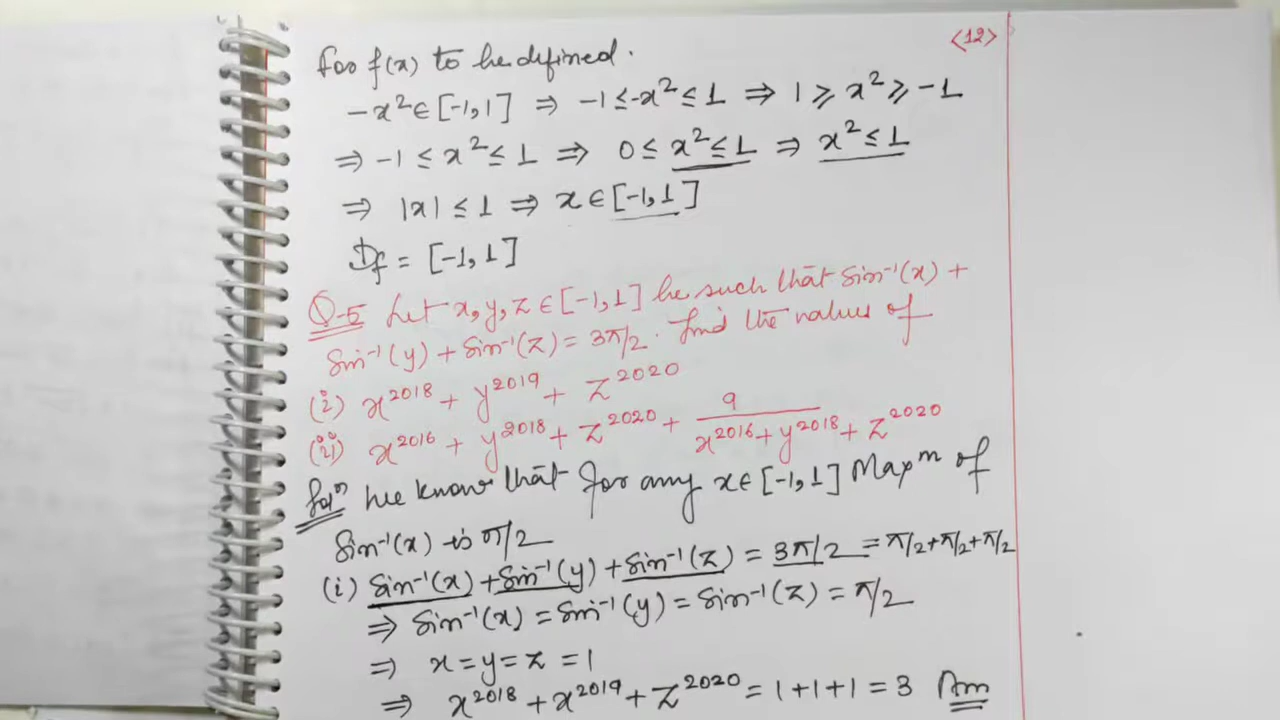 <12>
for f(x) to be defined.
-x² ∈ [-1,1] ⇒ -1 ≤ -x² ≤ 1 ⇒ 1 ≥ x² ≥ -1
⇒ -1 ≤ x² ≤ 1 ⇒ 0 ≤ x² ≤ 1 ⇒ x² ≤ 1
⇒ |x| ≤ 1 ⇒ x ∈ [-1,1]
Df = [-1,1]
Q-5 Let x, y, z ∈ [-1,1] be such that Sin⁻¹(x) +
Sin⁻¹(y) + Sin⁻¹(z) = 3π/2. find the values of
(i) x²⁰¹⁸ + y²⁰¹⁹ + z²⁰²⁰
(ii) x²⁰¹⁶ + y²⁰¹⁸ + z²⁰²⁰ + 9 / x²⁰¹⁶ + y²⁰¹⁸ + z²⁰²⁰
Solⁿ We know that for any x ∈ [-1,1] Maxᵐ of
Sin⁻¹(x) is π/2
(i) Sin⁻¹(x) + Sin⁻¹(y) + Sin⁻¹(z) = 3π/2 = π/2+π/2+π/2
⇒ Sin⁻¹(x) = Sin⁻¹(y) = Sin⁻¹(z) = π/2
⇒ x = y = z = 1
⇒ x²⁰¹⁸ + x²⁰¹⁹ + z²⁰²⁰ = 1+1+1 = 3 Ans